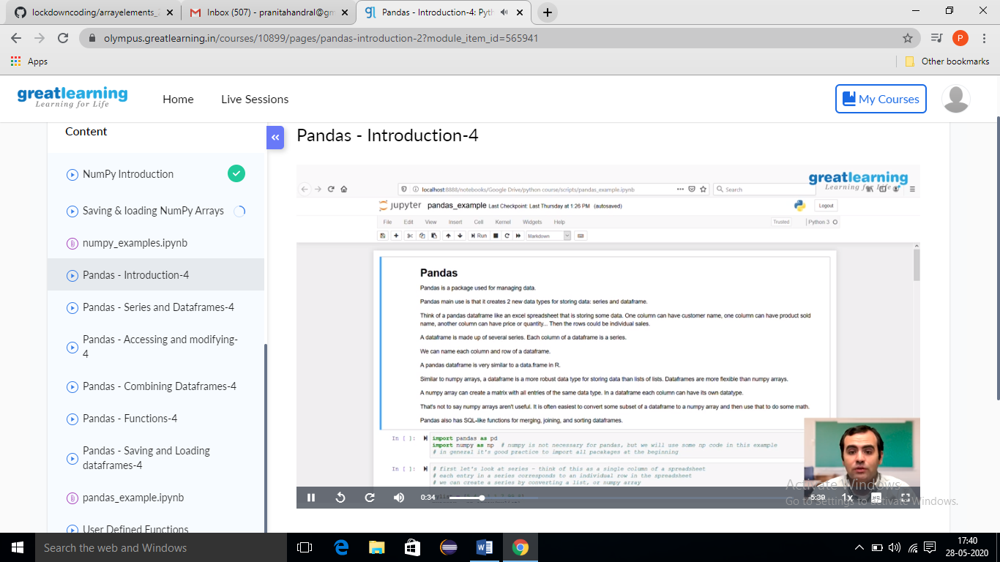 lockdowncoding/arrayelements_
Inbox (507) - pranitahandral@gm
Pandas - Introduction-4: Pyth
olympus.greatlearning.in/courses/10899/pages/pandas-introduction-2?module_item_id=565941
P
Apps
Other bookmarks
greatlearning
Learning for Life
Home
Live Sessions
My Courses
Content
NumPy Introduction
Saving & loading NumPy Arrays
numpy_examples.ipynb
Pandas - Introduction-4
Pandas - Series and Dataframes-4
Pandas - Accessing and modifying-
4
Pandas - Combining Dataframes-4
Pandas - Functions-4
Pandas - Saving and Loading
dataframes-4
pandas_example.ipynb
User Defined Functions
Pandas - Introduction-4
greatlearning
Learning for Life
localhost:8888/notebooks/Google Drive/python course/scripts/pandas_example.ipynb
Search
jupyter pandas_example Last Checkpoint: Last Thursday at 1:26 PM (autosaved)
Logout
File Edit View Insert Cell Kernel Widgets Help
Trusted Python 3
Run Markdown
Pandas
Pandas is a package used for managing data.
Pandas main use is that it creates 2 new data types for storing data: series and dataframe.
Think of a pandas dataframe like an excel spreadsheet that is storing some data. One column can have customer name, one column can have product sold
name, another column can have price or quantity... Then the rows could be individual sales.
A dataframe is made up of several series. Each column of a dataframe is a series.
We can name each column and row of a dataframe.
A pandas dataframe is very similar to a data.frame in R.
Similar to numpy arrays, a dataframe is a more robust data type for storing data than lists of lists. Dataframes are more flexible than numpy arrays.
A numpy array can create a matrix with all entries of the same data type. In a dataframe each column can have its own datatype.
That's not to say numpy arrays aren't useful. It is often easiest to convert some subset of a dataframe to a numpy array and then use that to do some math.
Pandas also has SQL-like functions for merging, joining, and sorting dataframes.
In [ ]: import pandas as pd
import numpy as np # numpy is not necessary for pandas, but we will use some np code in this example
# in general it's good practice to import all pacakages at the beginning
In [ ]: # first let's look at series - think of this as a single column of a spreadsheet
# each entry in a series corresponds to an individual row in the spreadsheet
# we can create a series by converting a list, or numpy array
0:34
-5:39
1x
HQ
Activate Windows
Go to Settings to activate Windows.
Search the web and Windows
17:40
28-05-2020